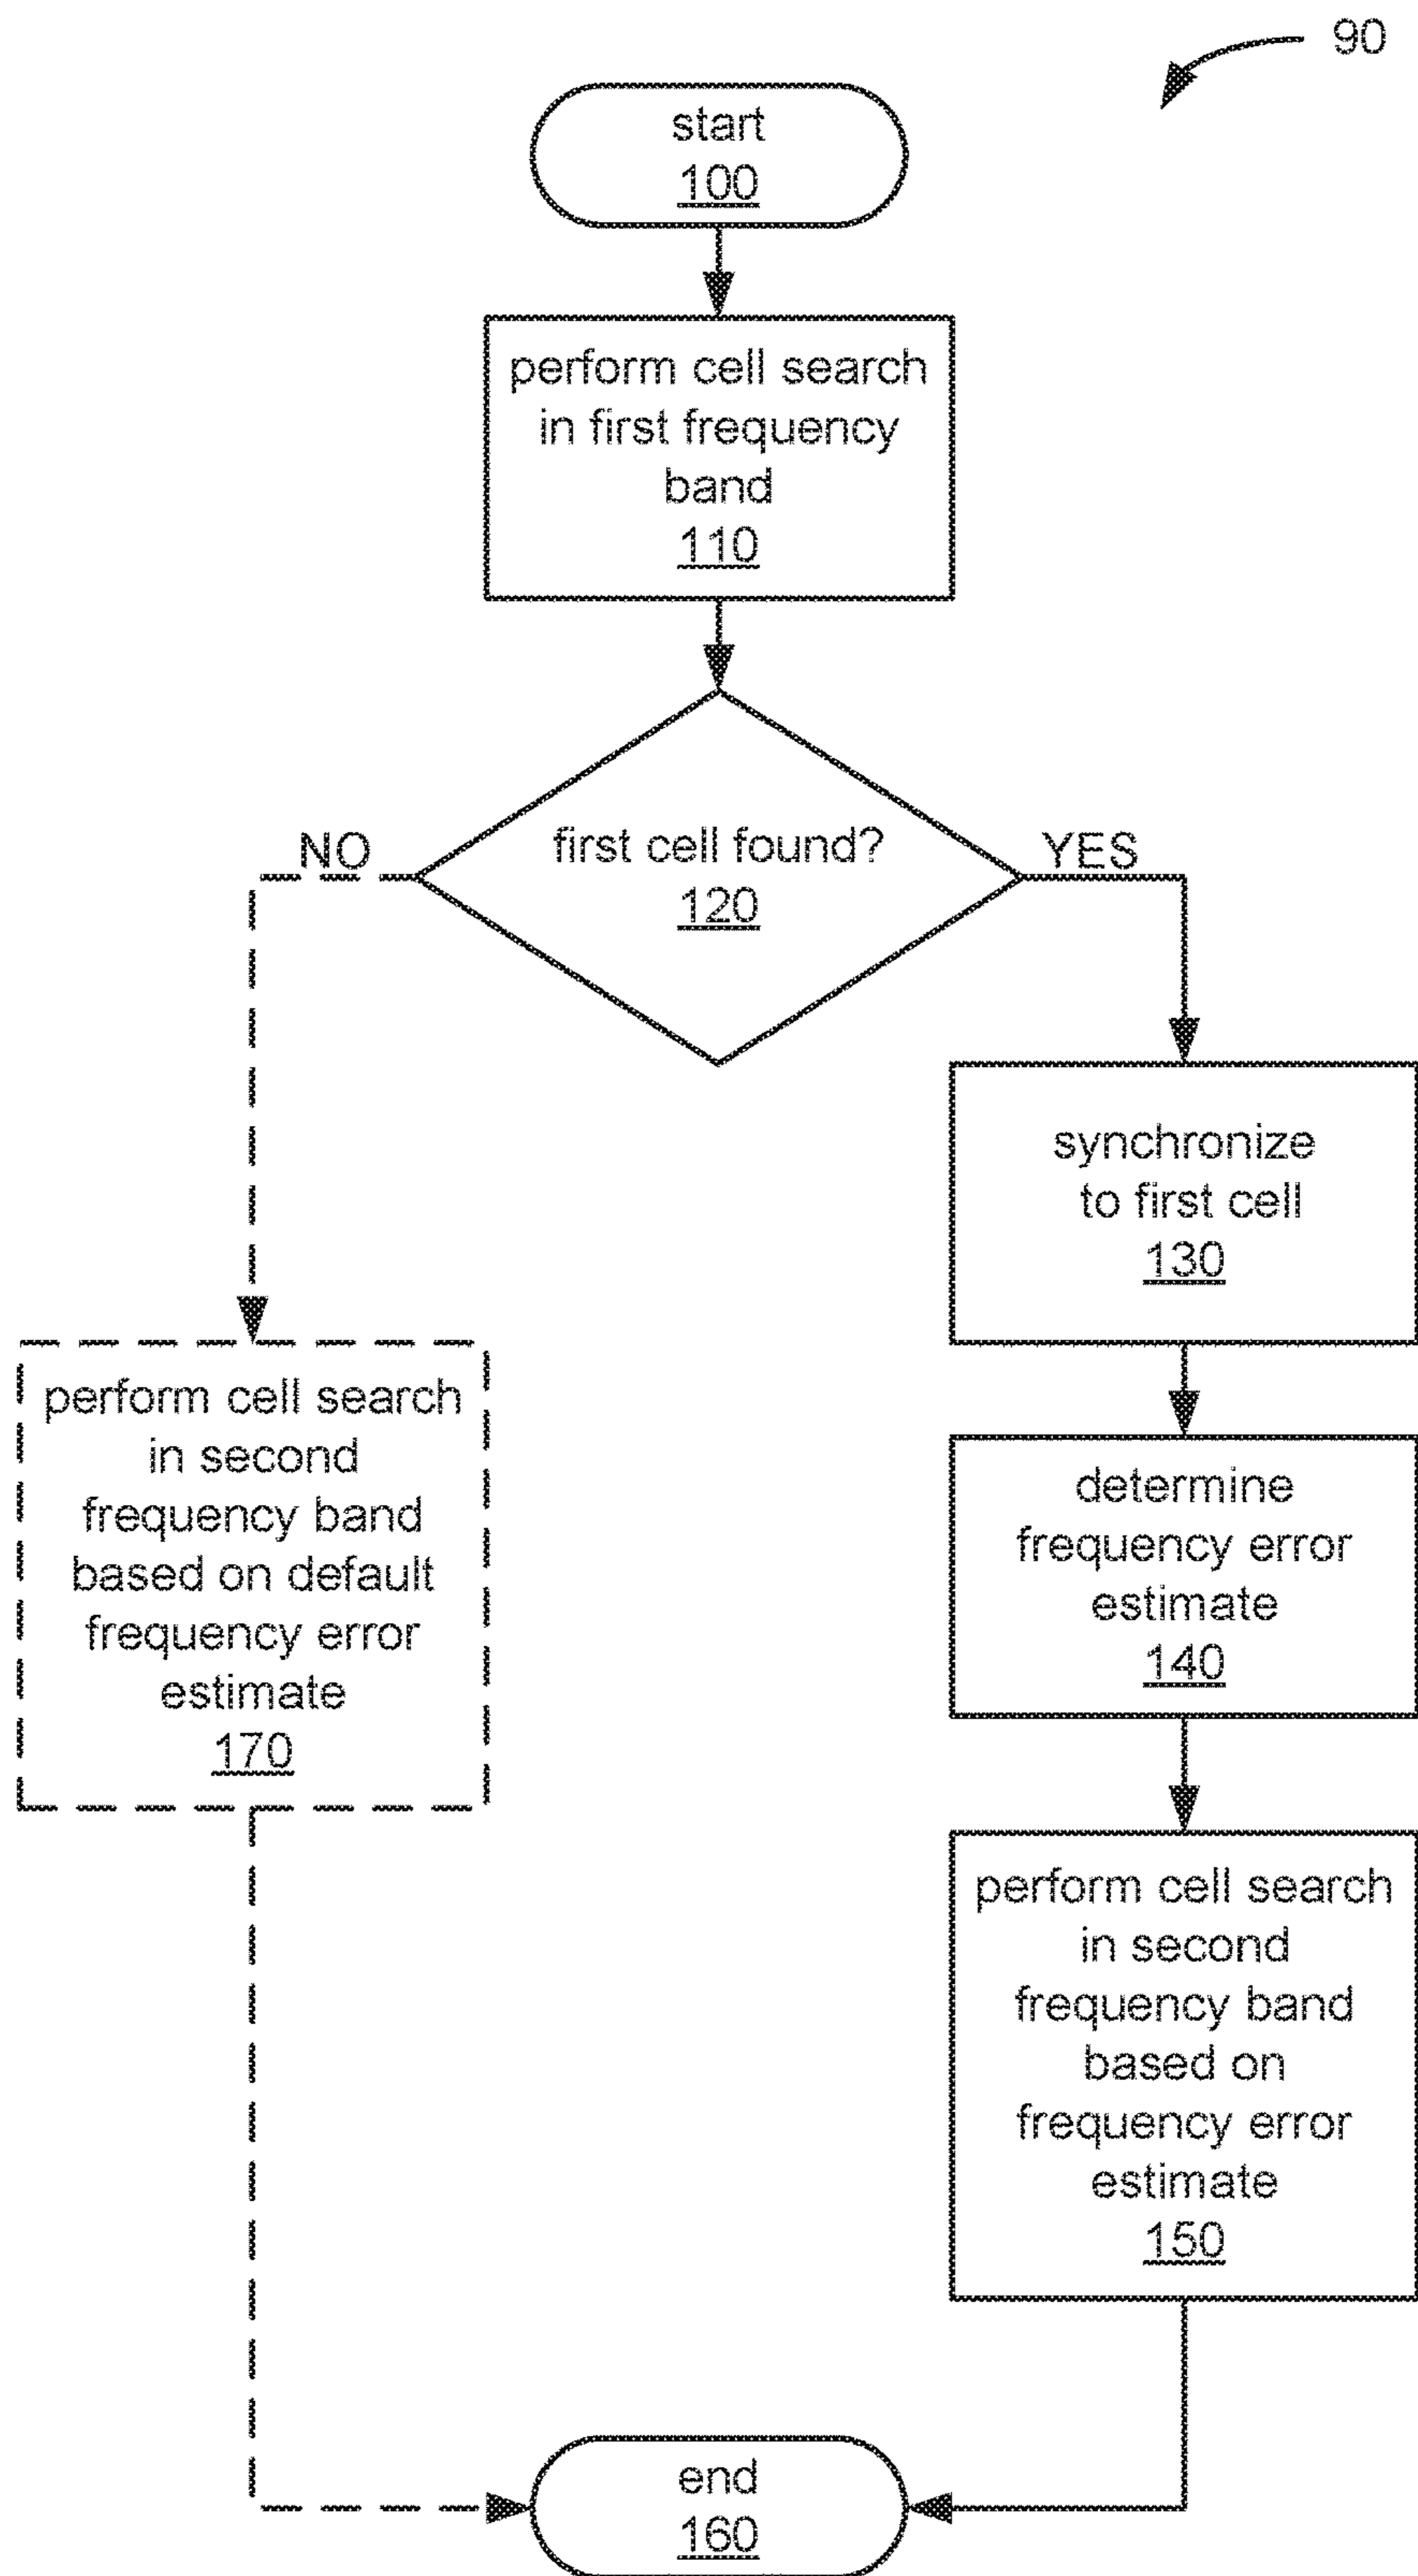 90
start
100
perform cell search
in first frequency
band
110
first cell found?
120
NO
YES
synchronize
to first cell
130
determine
frequency error
estimate
140
perform cell search
in second
frequency band
based on default
frequency error
estimate
170
perform cell search
in second
frequency band
based on
frequency error
estimate
150
end
160